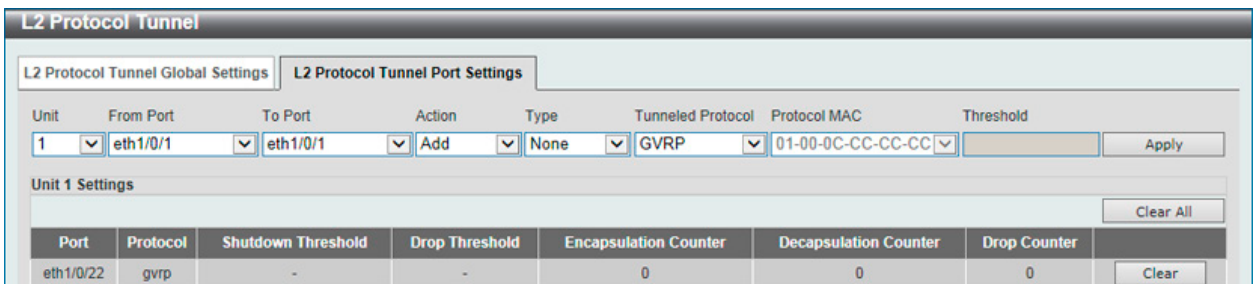 L2 Protocol Tunnel
L2 Protocol Tunnel Global Settings L2 Protocol Tunnel Port Settings
Unit From Port To Port Action Type Tunneled Protocol Protocol MAC Threshold
1 eth1/0/1 eth1/0/1 Add None GVRP 01-00-0C-CC-CC-CC Apply
Unit 1 Settings
Clear All
Port Protocol Shutdown Threshold Drop Threshold Encapsulation Counter Decapsulation Counter Drop Counter
eth1/0/22 gvrp - - 0 0 0 Clear